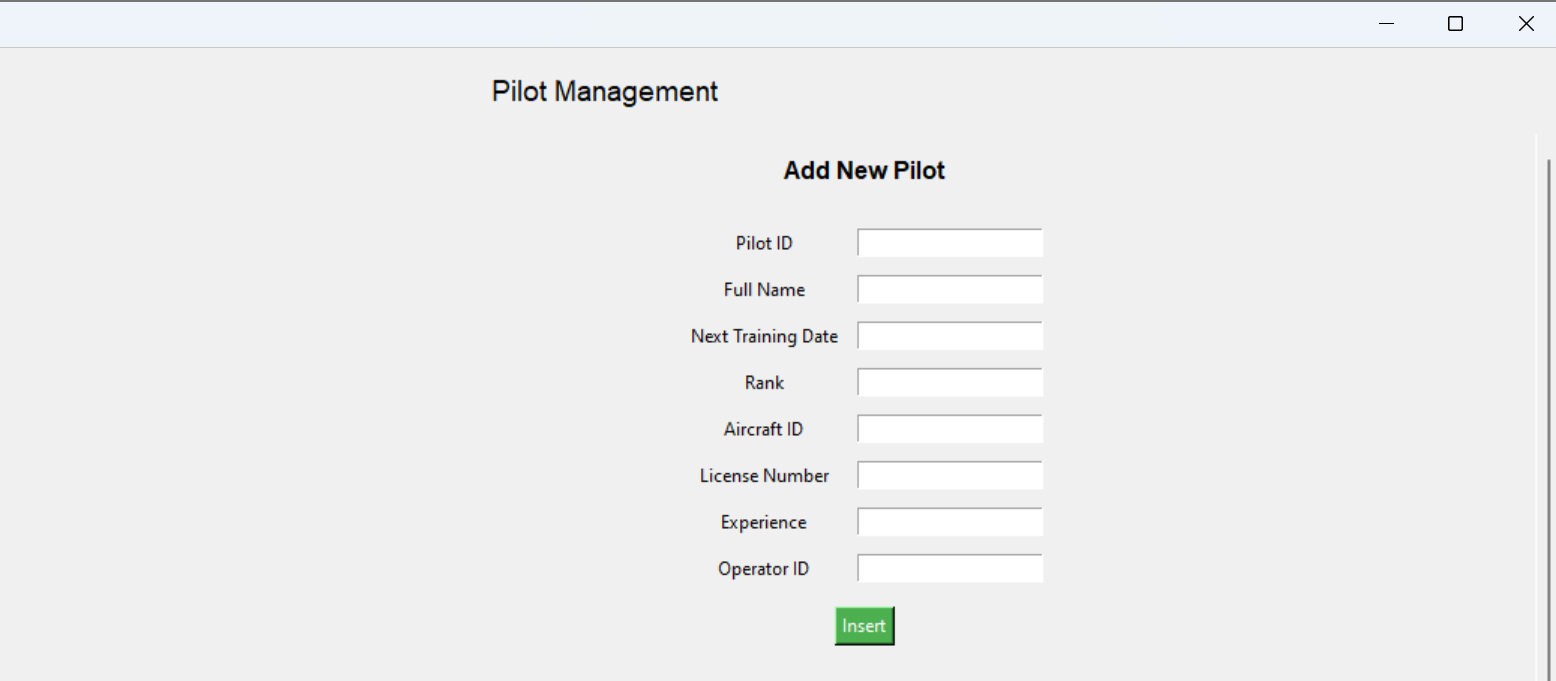 Pilot Management
Add New Pilot
Pilot ID
Full Name
Next Training Date
Rank
Aircraft ID
License Number
Experience
Operator ID
Insert